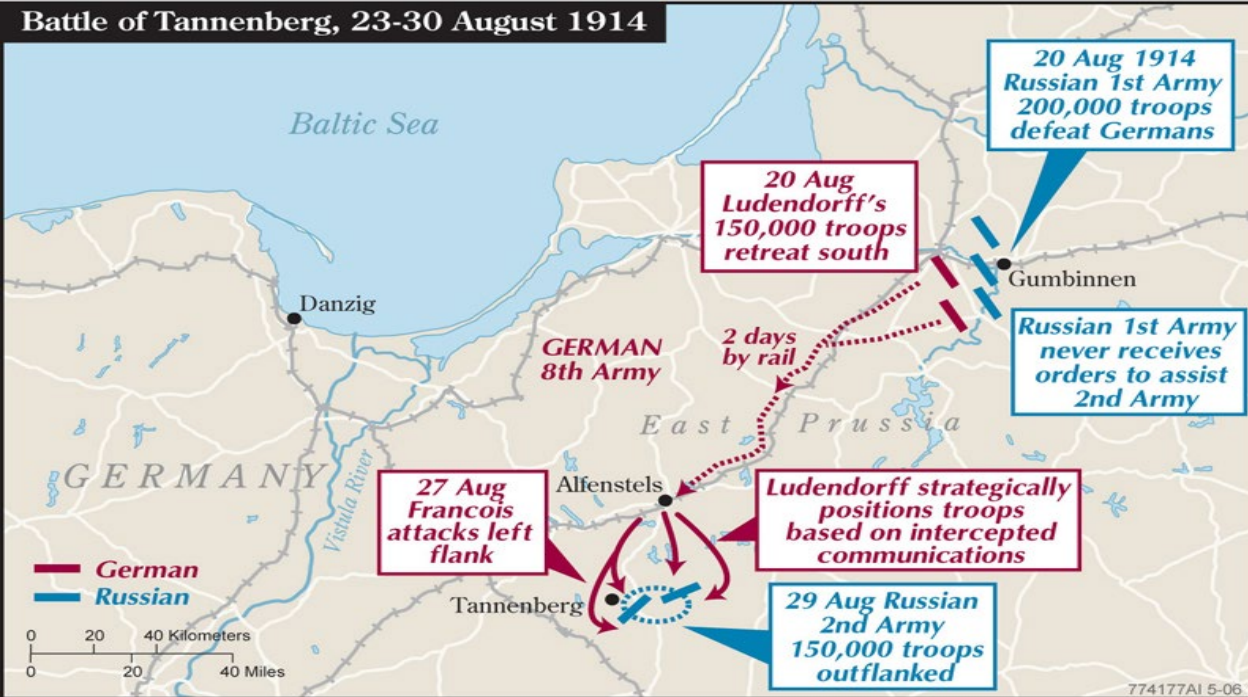 Battle of Tannenberg, 23-30 August 1914
Baltic Sea
20 Aug 1914
Russian 1st Army
200,000 troops
defeat Germans
20 Aug
Ludendorff's
150,000 troops
retreat south
Gumbinnen
Danzig
GERMAN
8th Army
2 days
by rail
Russian 1st Army
never receives
orders to assist
2nd Army
East Prussia
GERMANY
Vistula River
27 Aug
Francois
attacks left
flank
Alfenstels
Ludendorff strategically
positions troops
based on intercepted
communications
German
Russian
Tannenberg
29 Aug Russian
2nd Army
150,000 troops
outflanked
0 20 40 Kilometers
0 20 40 Miles
774177AI 5-06